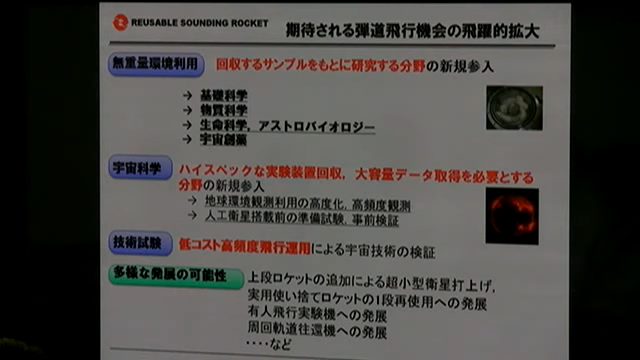 REUSABLE SOUNDING ROCKET
期待される弾道飛行機会の飛躍的拡大
無重量環境利用
回収するサンプルをもとに研究する分野の新規参入
→ 基礎科学
→ 物質科学
→ 生命科学，アストロバイオロジー
→ 宇宙創薬
宇宙科学
ハイスペックな実験装置回収，大容量データ取得を必要とする
分野の新規参入
→ 地球環境観測利用の高度化，高頻度観測
→ 人工衛星搭載前の準備試験，事前検証
技術試験
低コスト高頻度飛行運用による宇宙技術の検証
多様な発展の可能性
上段ロケットの追加による超小型衛星打上げ，
実用使い捨てロケットの1段再使用への発展
有人飛行実験機への発展
周回軌道往還機への発展
････など